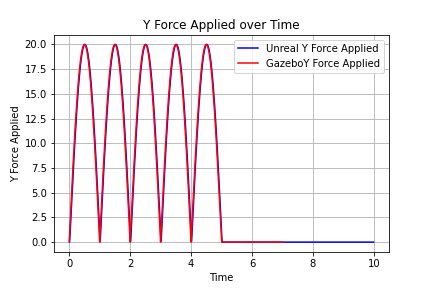 Y Force Applied over Time
Unreal Y Force Applied
GazeboY Force Applied
Y Force Applied
20.0
17.5
15.0
12.5
10.0
7.5
5.0
2.5
0.0
0 2 4 6 8 10
Time